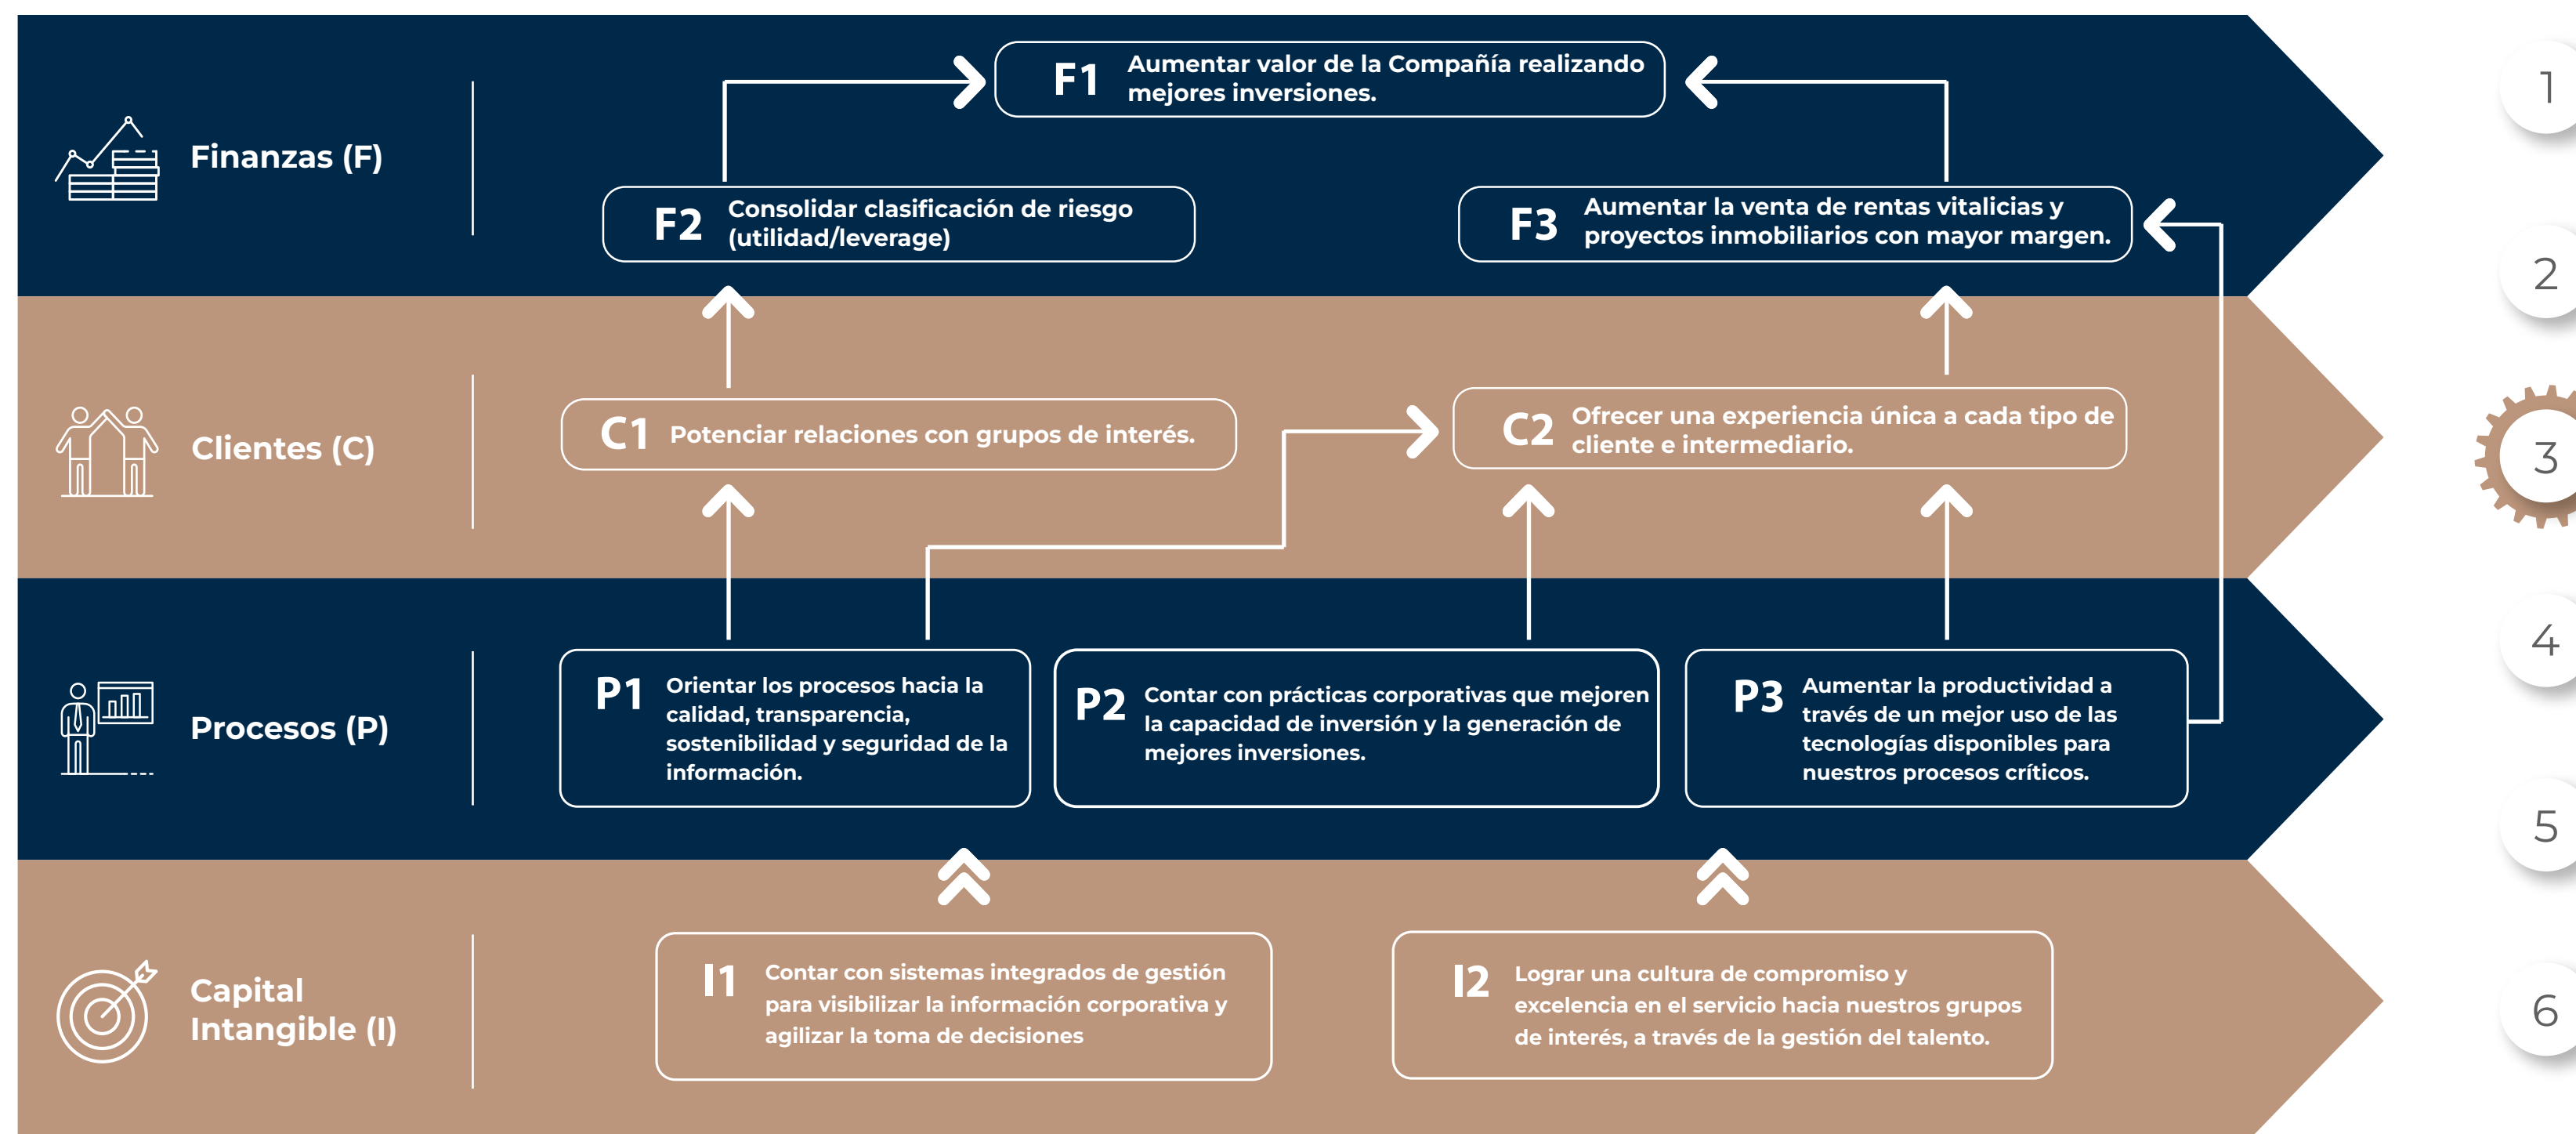 Finanzas (F)
F1
Aumentar valor de la Compañía realizando
mejores inversiones.
F2
Consolidar clasificación de riesgo
(utilidad/leverage)
F3
Aumentar la venta de rentas vitalicias y
proyectos inmobiliarios con mayor margen.
Clientes (C)
C1
Potenciar relaciones con grupos de interés.
C2
Ofrecer una experiencia única a cada tipo de
cliente e intermediario.
Procesos (P)
P1
Orientar los procesos hacia la
calidad, transparencia,
sostenibilidad y seguridad de la
información.
P2
Contar con prácticas corporativas que mejoren
la capacidad de inversión y la generación de
mejores inversiones.
P3
Aumentar la productividad a
través de un mejor uso de las
tecnologías disponibles para
nuestros procesos críticos.
Capital
Intangible (I)
I1
Contar con sistemas integrados de gestión
para visibilizar la información corporativa y
agilizar la toma de decisiones
I2
Lograr una cultura de compromiso y
excelencia en el servicio hacia nuestros grupos
de interés, a través de la gestión del talento.
1
2
3
4
5
6